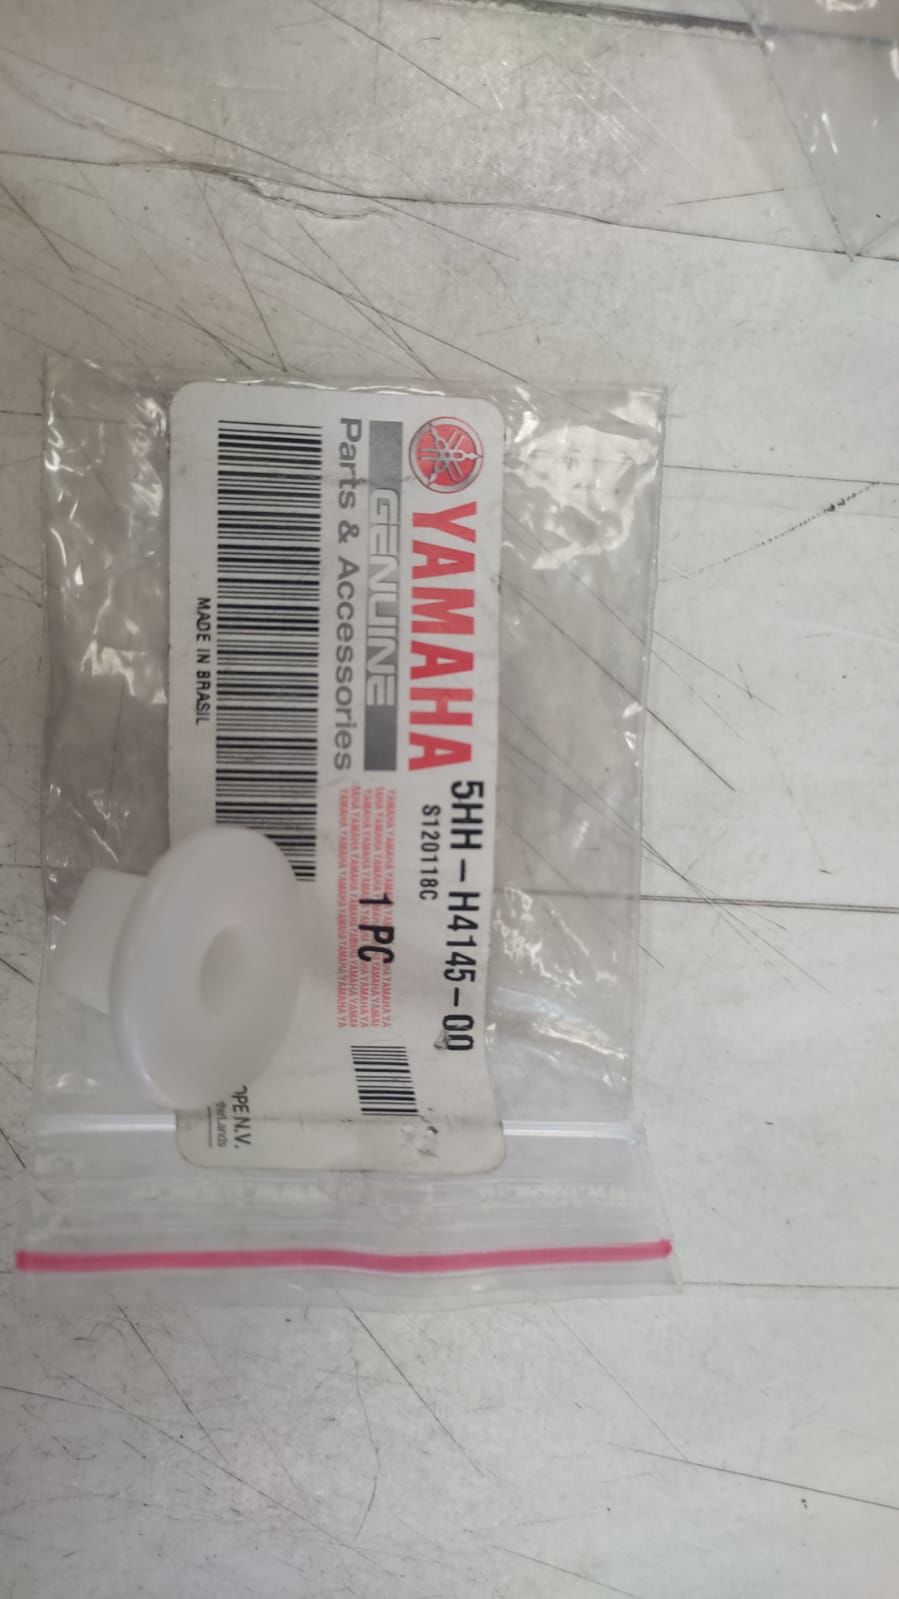 YAMAHA
GENUINE
Parts & Accessories
5HH-H4145-00
S120118C
1 PC
MADE IN BRASIL
N.V.